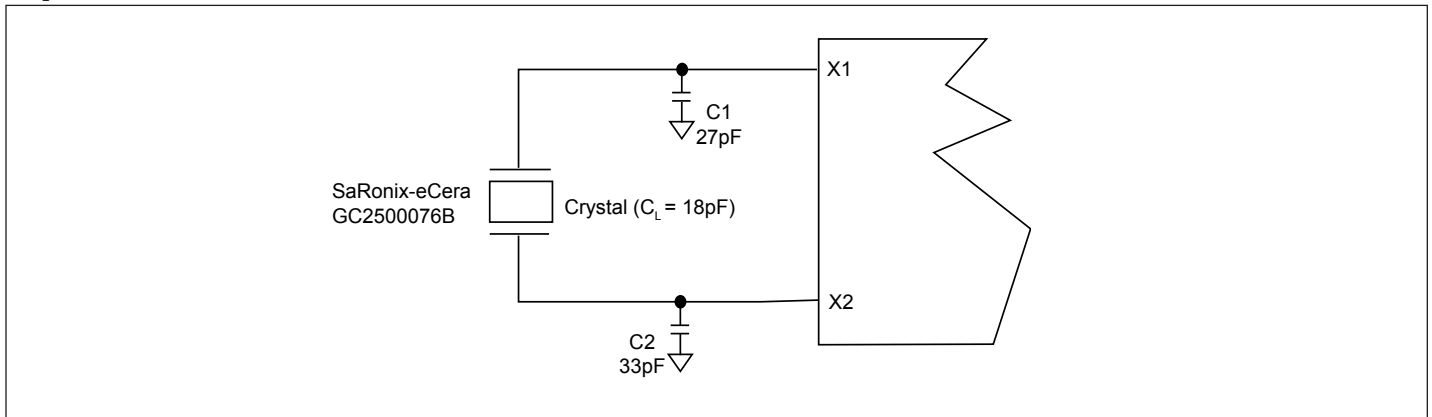 X1
C1
27pF
SaRonix-eCera
GC2500076B
Crystal (CL = 18pF)
X2
C2
33pF